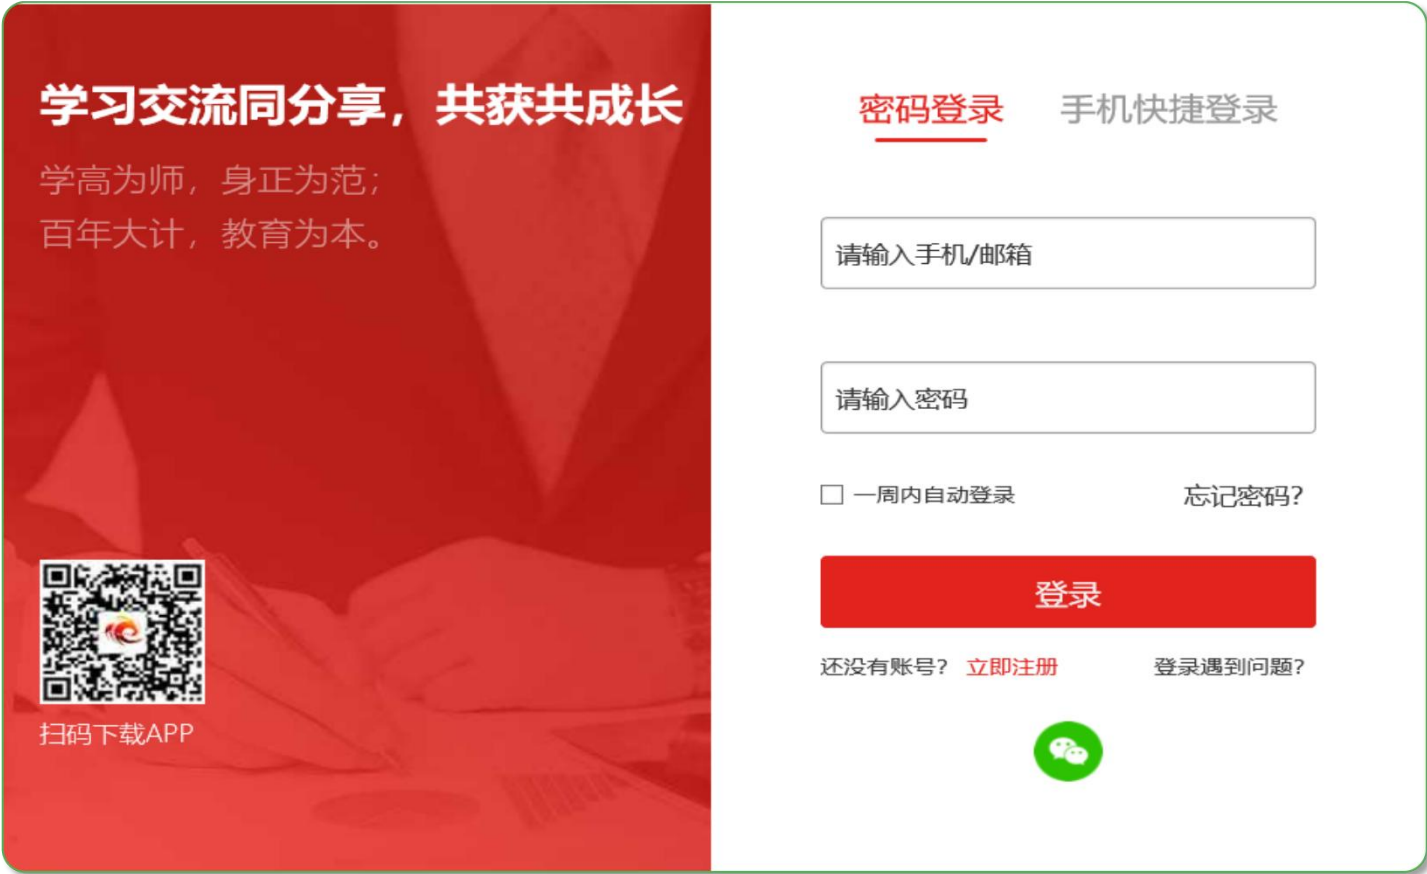 学习交流同分享，共获共成长
学高为师，身正为范；
百年大计，教育为本。
扫码下载APP
密码登录 手机快捷登录
请输入手机/邮箱
请输入密码
一周内自动登录 忘记密码?
登录
还没有账号? 立即注册 登录遇到问题?